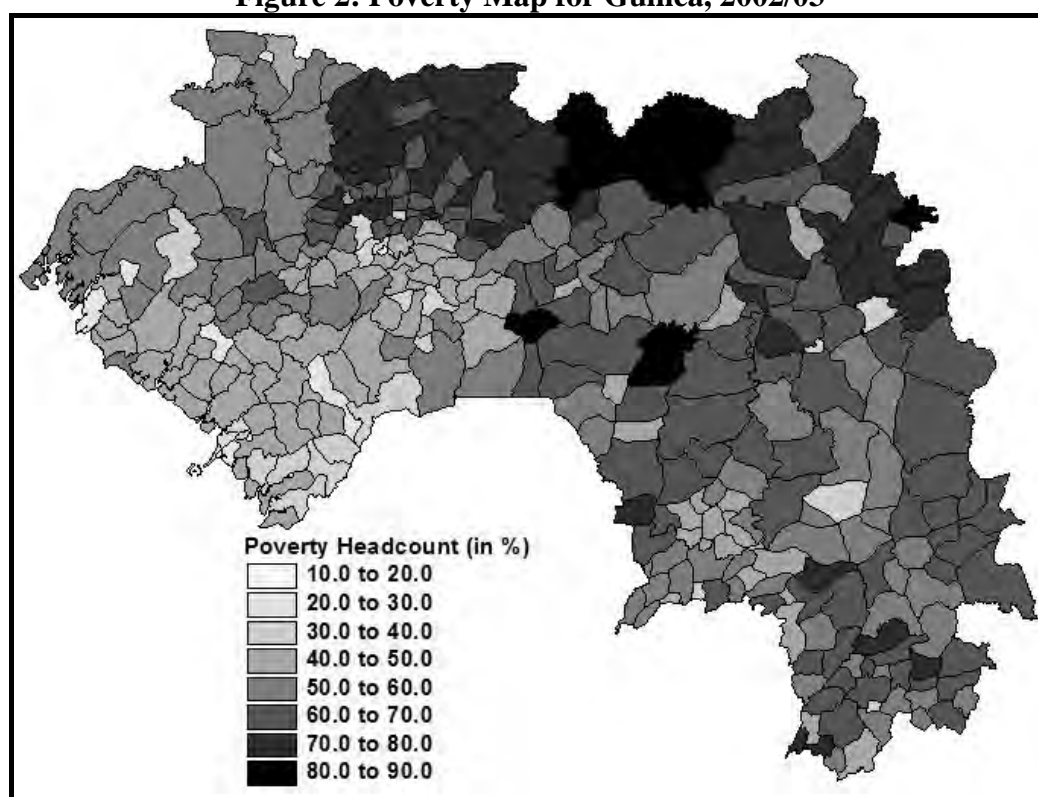 Figure 2: Poverty Map for Guinea, 2002/03
Poverty Headcount (in %)
10.0 to 20.0
20.0 to 30.0
30.0 to 40.0
40.0 to 50.0
50.0 to 60.0
60.0 to 70.0
70.0 to 80.0
80.0 to 90.0